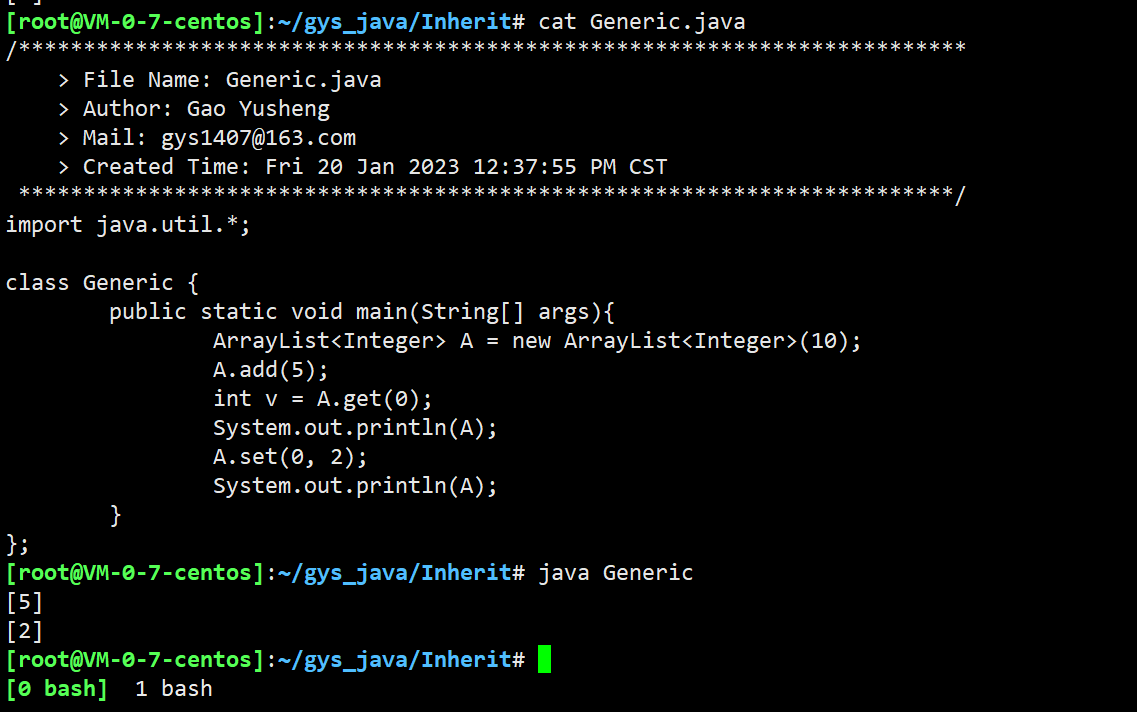 [root@VM-0-7-centos]:~/gys_java/Inherit# cat Generic.java
/*************************************************************************
    > File Name: Generic.java
    > Author: Gao Yusheng
    > Mail: gys1407@163.com
    > Created Time: Fri 20 Jan 2023 12:37:55 PM CST
 ************************************************************************/
import java.util.*;

class Generic {
        public static void main(String[] args){
                ArrayList<Integer> A = new ArrayList<Integer>(10);
                A.add(5);
                int v = A.get(0);
                System.out.println(A);
                A.set(0, 2);
                System.out.println(A);
        }
};
[root@VM-0-7-centos]:~/gys_java/Inherit# java Generic
[5]
[2]
[root@VM-0-7-centos]:~/gys_java/Inherit#
[0 bash]  1 bash